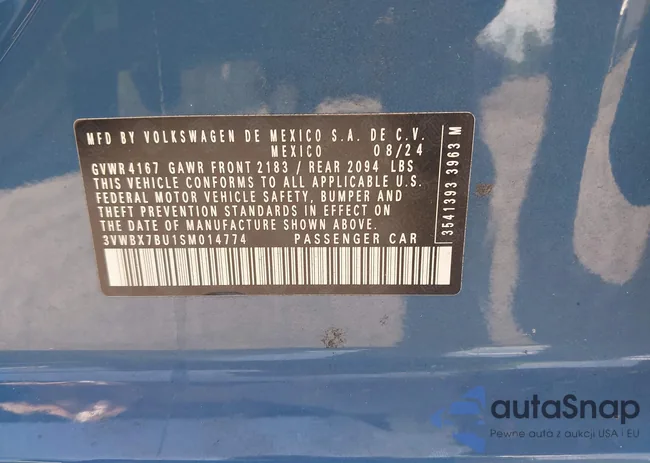 MFD BY VOLKSWAGEN DE MEXICO S.A. DE C.V.
MEXICO 08/24
GVWR 4167 GAWR FRONT 2183 / REAR 2094 LBS
THIS VEHICLE CONFORMS TO ALL APPLICABLE U.S.
FEDERAL MOTOR VEHICLE SAFETY, BUMPER AND
THEFT PREVENTION STANDARDS IN EFFECT ON
THE DATE OF MANUFACTURE SHOWN ABOVE.
3VWBX7BU1SM014774 PASSENGER CAR
3541393 3963 M
autaSnap
Pewne auta z aukcji USA i EU